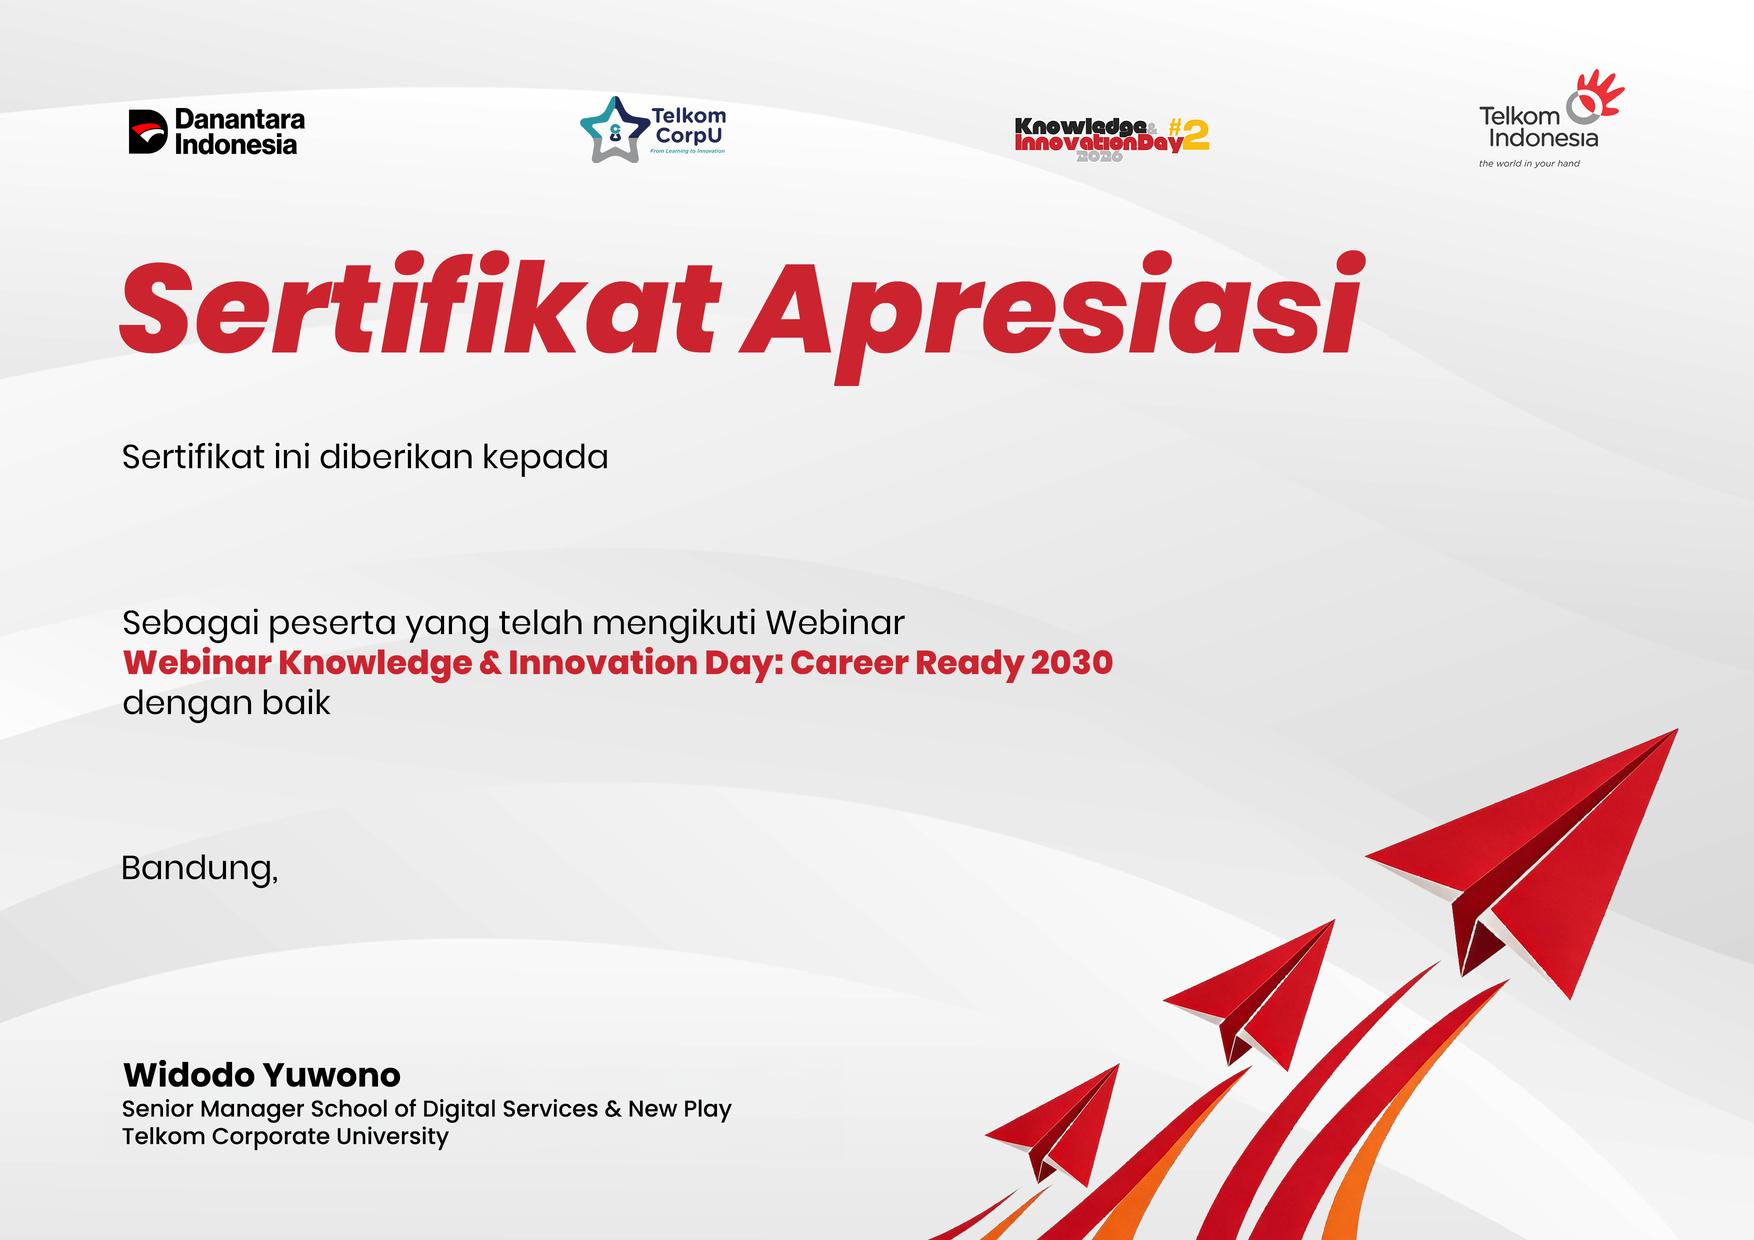 Danantara
Indonesia
Telkom
CorpU
From Learning to Innovation
Knowledge &
InnovationDay #2
2026
Telkom
Indonesia
the world in your hand
Sertifikat Apresiasi
Sertifikat ini diberikan kepada
Sebagai peserta yang telah mengikuti Webinar
Webinar Knowledge & Innovation Day: Career Ready 2030
dengan baik
Bandung,
Widodo Yuwono
Senior Manager School of Digital Services & New Play
Telkom Corporate University